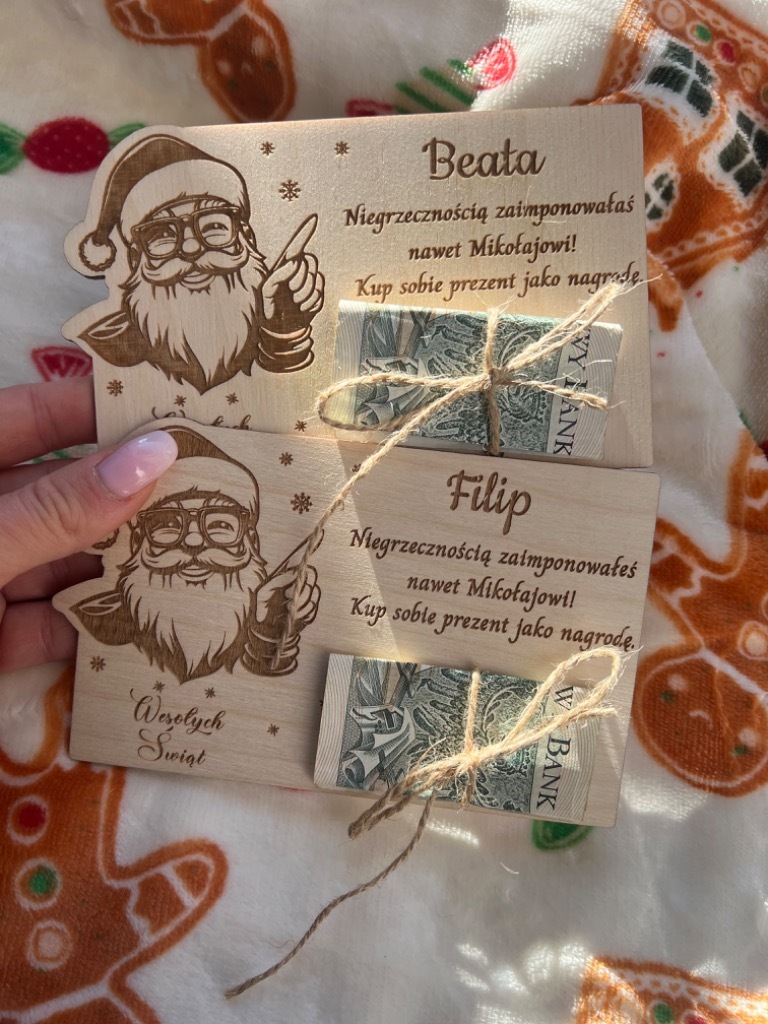 Beata
Niegrzecznością zaimponowałaś
nawet Mikołajowi!
Kup sobie prezent jako nagrodę.
WY BANK
Filip
Niegrzecznością zaimponowałeś
nawet Mikołajowi!
Kup sobie prezent jako nagrodę.
Wesołych
Świąt
BANK